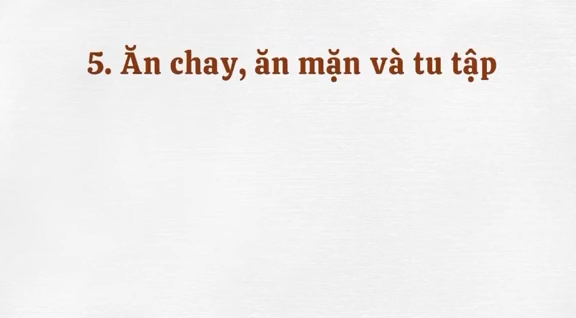 5. Ăn chay, ăn mặn và tu tập